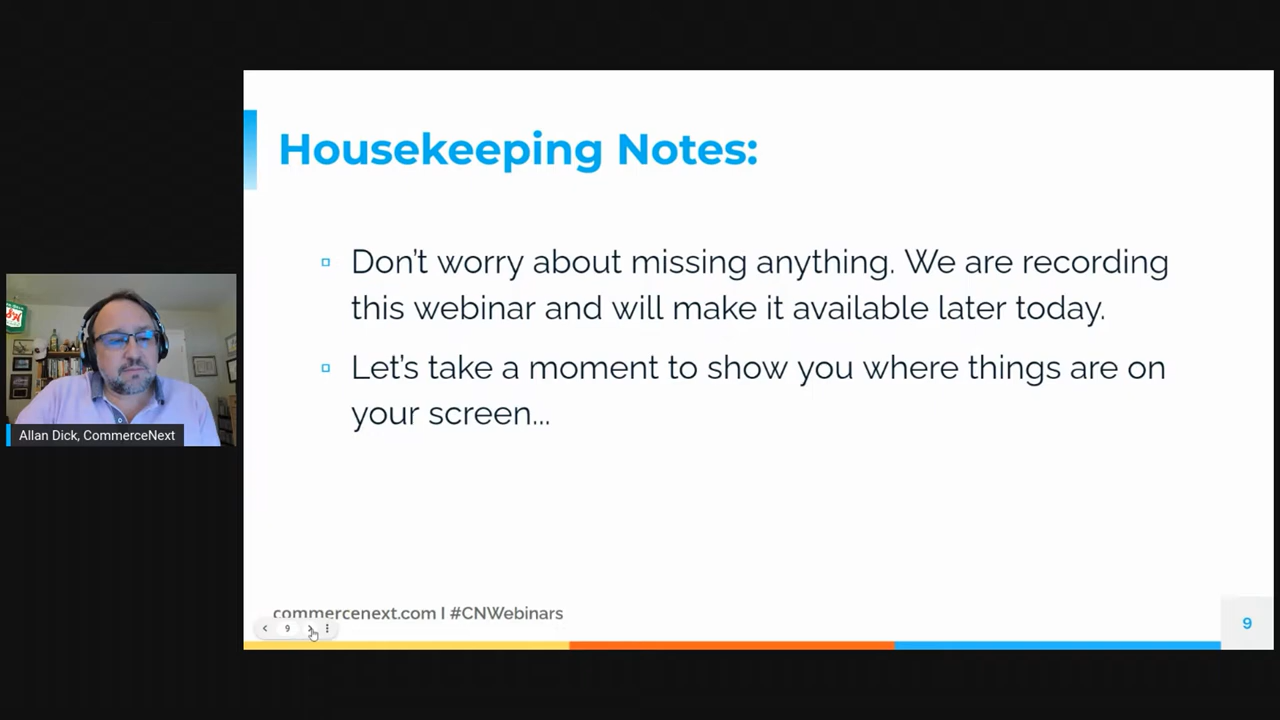 Housekeeping Notes:
Don't worry about missing anything. We are recording
this webinar and will make it available later today.
Let's take a moment to show you where things are on
your screen...
Allan Dick, CommerceNext
commercenext.com I #CNWebinars
9
9